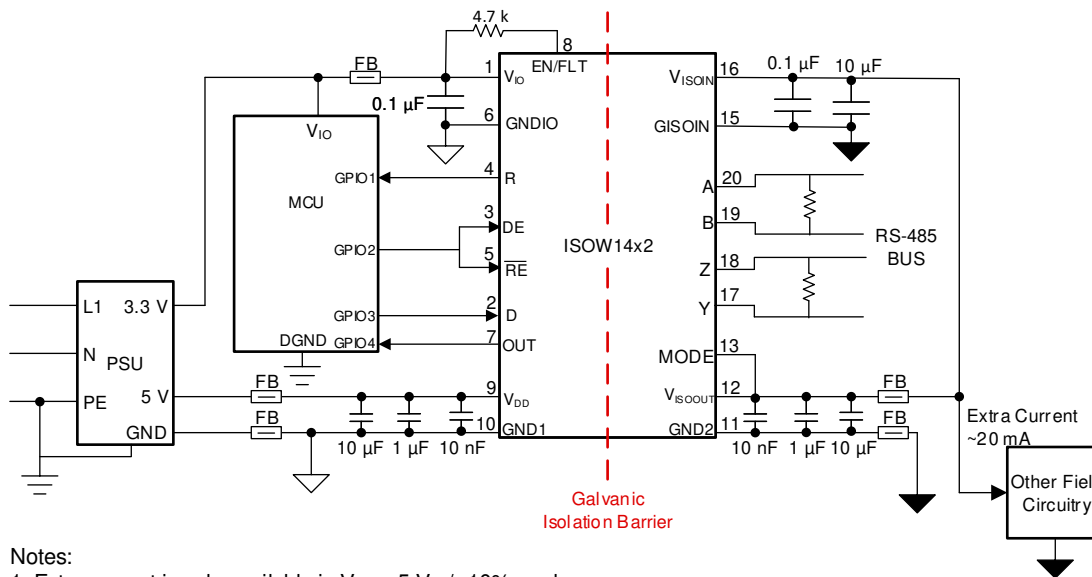 4.7 k
8
EN/FLT
FB
1
V_IO
0.1 µF
6
GNDIO
V_IO
MCU
GPIO1
4
R
3
DE
GPIO2
5
RE
GPIO3
2
D
DGND
GPIO4
7
OUT
L1
3.3 V
N
PSU
PE
5 V
GND
FB
FB
10 µF
1 µF
10 nF
9
V_DD
10
GND1
ISOW14x2
V_ISOIN
16
0.1 µF
10 µF
GISOIN
15
A
20
B
19
RS-485
BUS
Z
18
Y
17
MODE
13
V_ISOOUT
12
GND2
11
10 nF
1 µF
10 µF
FB
FB
Extra Current
~20 mA
Other Fiel
Circuitry
Galvanic
Isolation Barrier
Notes: